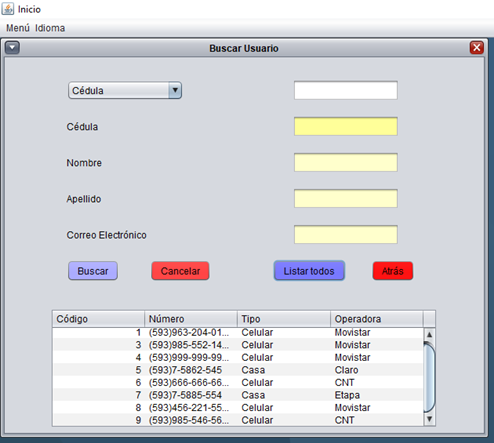 Inicio
Menú Idioma
Buscar Usuario
Cédula
Cédula
Nombre
Apellido
Correo Electrónico
Buscar Cancelar Listar todos Atrás
Código Número Tipo Operadora
1 (593)963-204-01... Celular Movistar
3 (593)985-552-14... Celular Movistar
4 (593)999-999-99... Celular Movistar
5 (593)7-5862-545 Casa Claro
6 (593)666-666-66... Celular CNT
7 (593)7-5885-554 Casa Etapa
8 (593)456-221-55... Celular Movistar
9 (593)985-546-56... Celular CNT